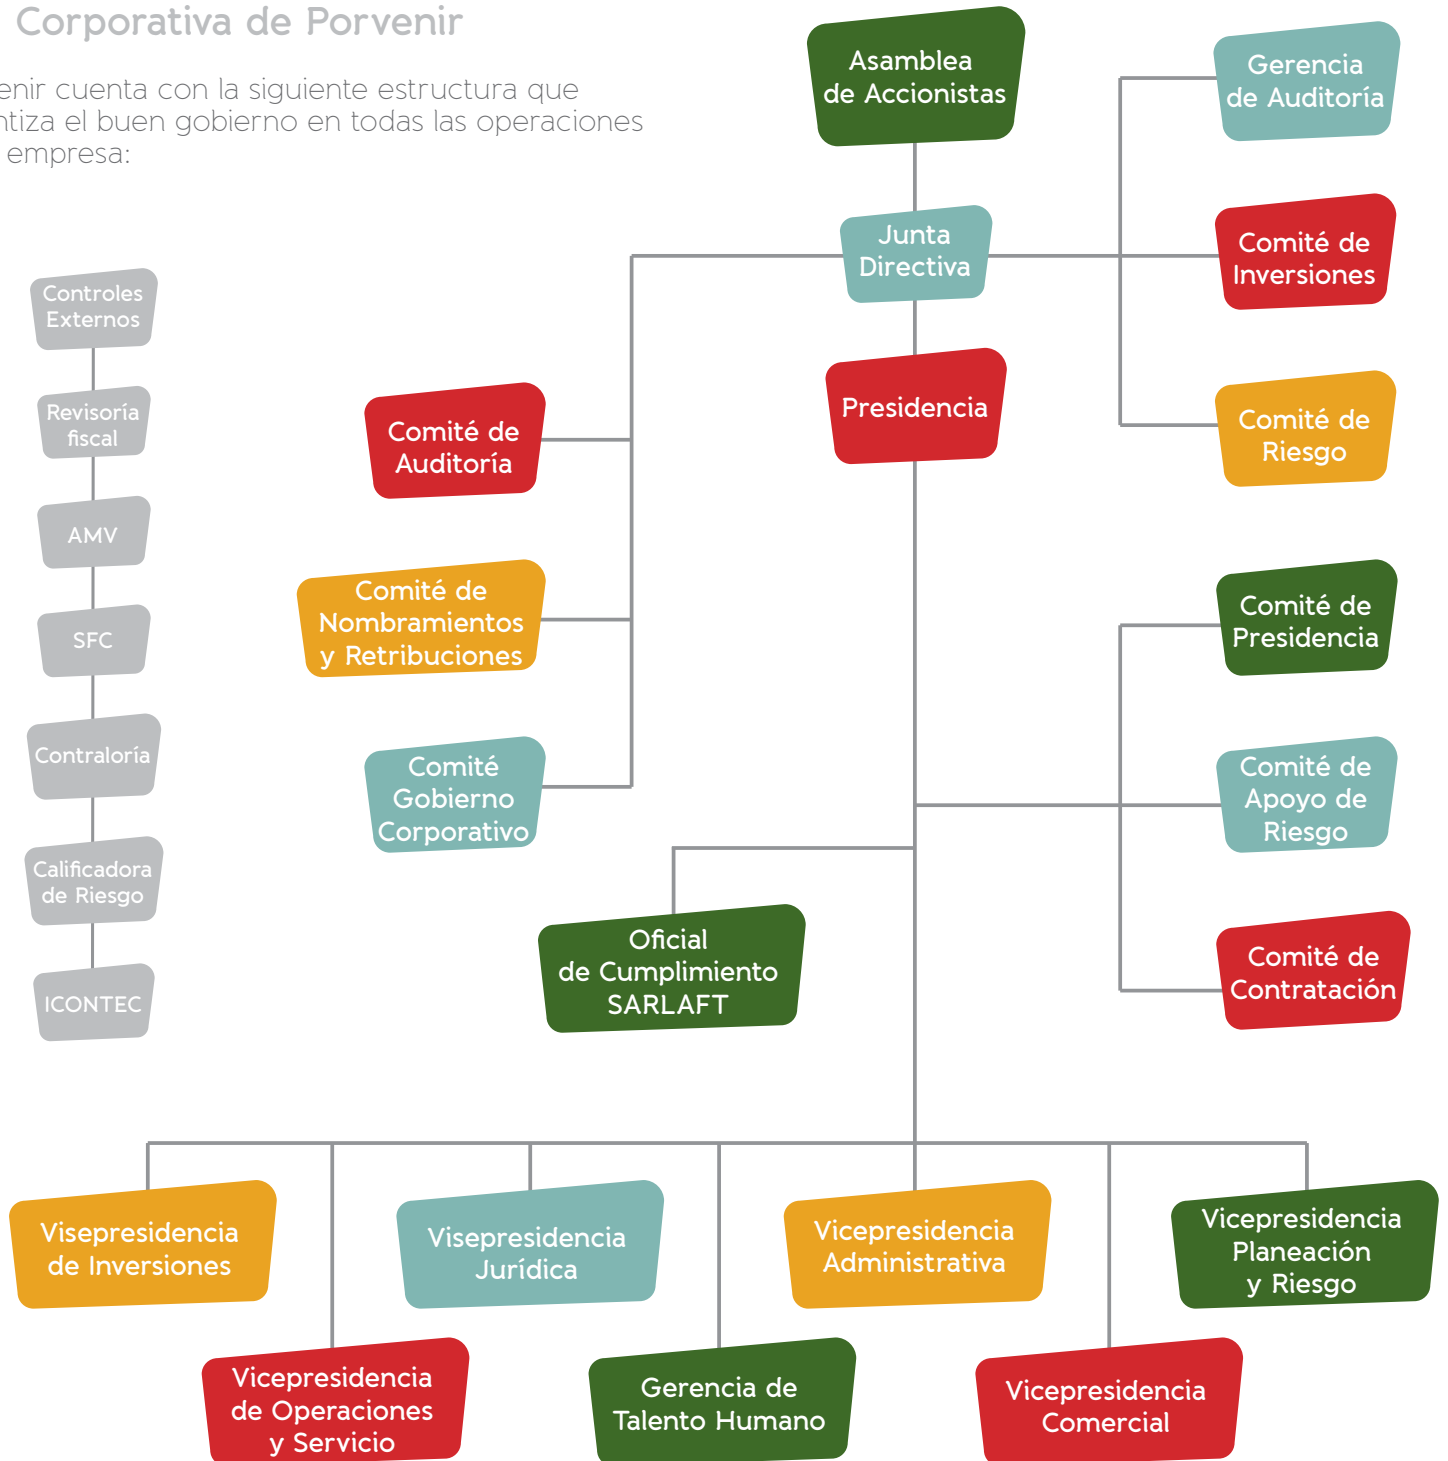 Corporativa de Porvenir
enir cuenta con la siguiente estructura que
ntiza el buen gobierno en todas las operaciones
empresa:
Asamblea
de Accionistas
Gerencia
de Auditoría
Junta
Directiva
Comité de
Inversiones
Controles
Externos
Presidencia
Comité de
Riesgo
Revisoría
fiscal
Comité de
Auditoría
AMV
Comité de
Nombramientos
y Retribuciones
Comité de
Presidencia
SFC
Contraloría
Comité
Gobierno
Corporativo
Comité de
Apoyo de
Riesgo
Calificadora
de Riesgo
Oficial
de Cumplimiento
SARLAFT
Comité de
Contratación
ICONTEC
Visepresidencia
de Inversiones
Visepresidencia
Jurídica
Vicepresidencia
Administrativa
Vicepresidencia
Planeación
y Riesgo
Vicepresidencia
de Operaciones
y Servicio
Gerencia de
Talento Humano
Vicepresidencia
Comercial